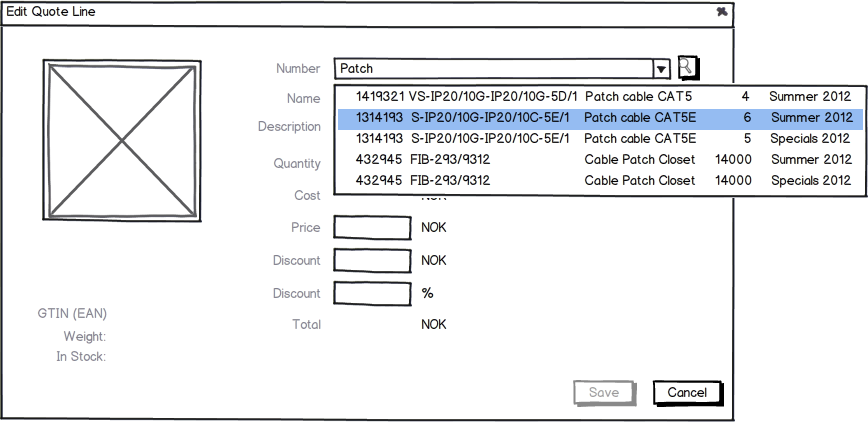 Edit Quote Line
Number Patch
Name
1419321 VS-IP20/10G-IP20/10G-5D/1 Patch cable CAT5 4 Summer 2012
1314193 S-IP20/10G-IP20/10C-5E/1 Patch cable CAT5E 6 Summer 2012
Description
1314193 S-IP20/10G-IP20/10C-5E/1 Patch cable CAT5E 5 Specials 2012
Quantity
432945 FIB-293/9312 Cable Patch Closet 14000 Summer 2012
432945 FIB-293/9312 Cable Patch Closet 14000 Specials 2012
Cost NOK
Price NOK
Discount NOK
Discount %
Total NOK
GTIN (EAN)
Weight:
In Stock:
Save Cancel